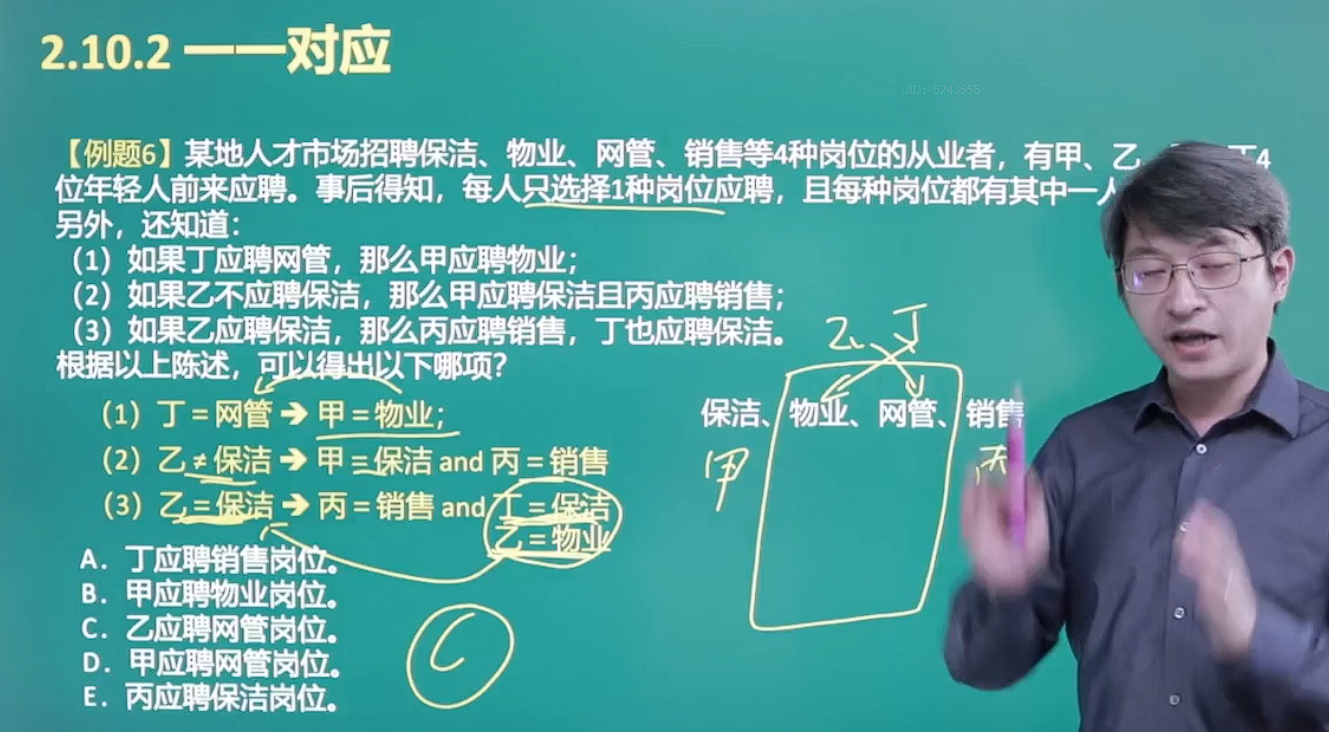 2.10.2 一一对应
UID: 5243556
【例题6】某地人才市场招聘保洁、物业、网管、销售等4种岗位的从业者，有甲、乙、 丁4
位年轻人前来应聘。事后得知，每人只选择1种岗位应聘，且每种岗位都有其中一人
另外，还知道：
（1）如果丁应聘网管，那么甲应聘物业；
（2）如果乙不应聘保洁，那么甲应聘保洁且丙应聘销售；
（3）如果乙应聘保洁，那么丙应聘销售，丁也应聘保洁。
根据以上陈述，可以得出以下哪项？
乙、丁
（1）丁 = 网管 → 甲 = 物业；
保洁、物业、网管、销售
（2）乙 ≠ 保洁 → 甲 = 保洁 and 丙 = 销售
甲 丙
（3）乙 = 保洁 → 丙 = 销售 and 丁 = 保洁
乙 = 物业
A. 丁应聘销售岗位。
B. 甲应聘物业岗位。
C. 乙应聘网管岗位。
D. 甲应聘网管岗位。
E. 丙应聘保洁岗位。
C